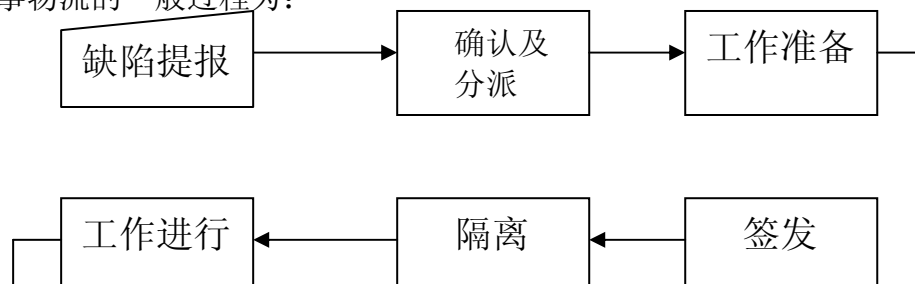 事物流的一般过程为：
缺陷提报
确认及
分派
工作准备
签发
隔离
工作进行